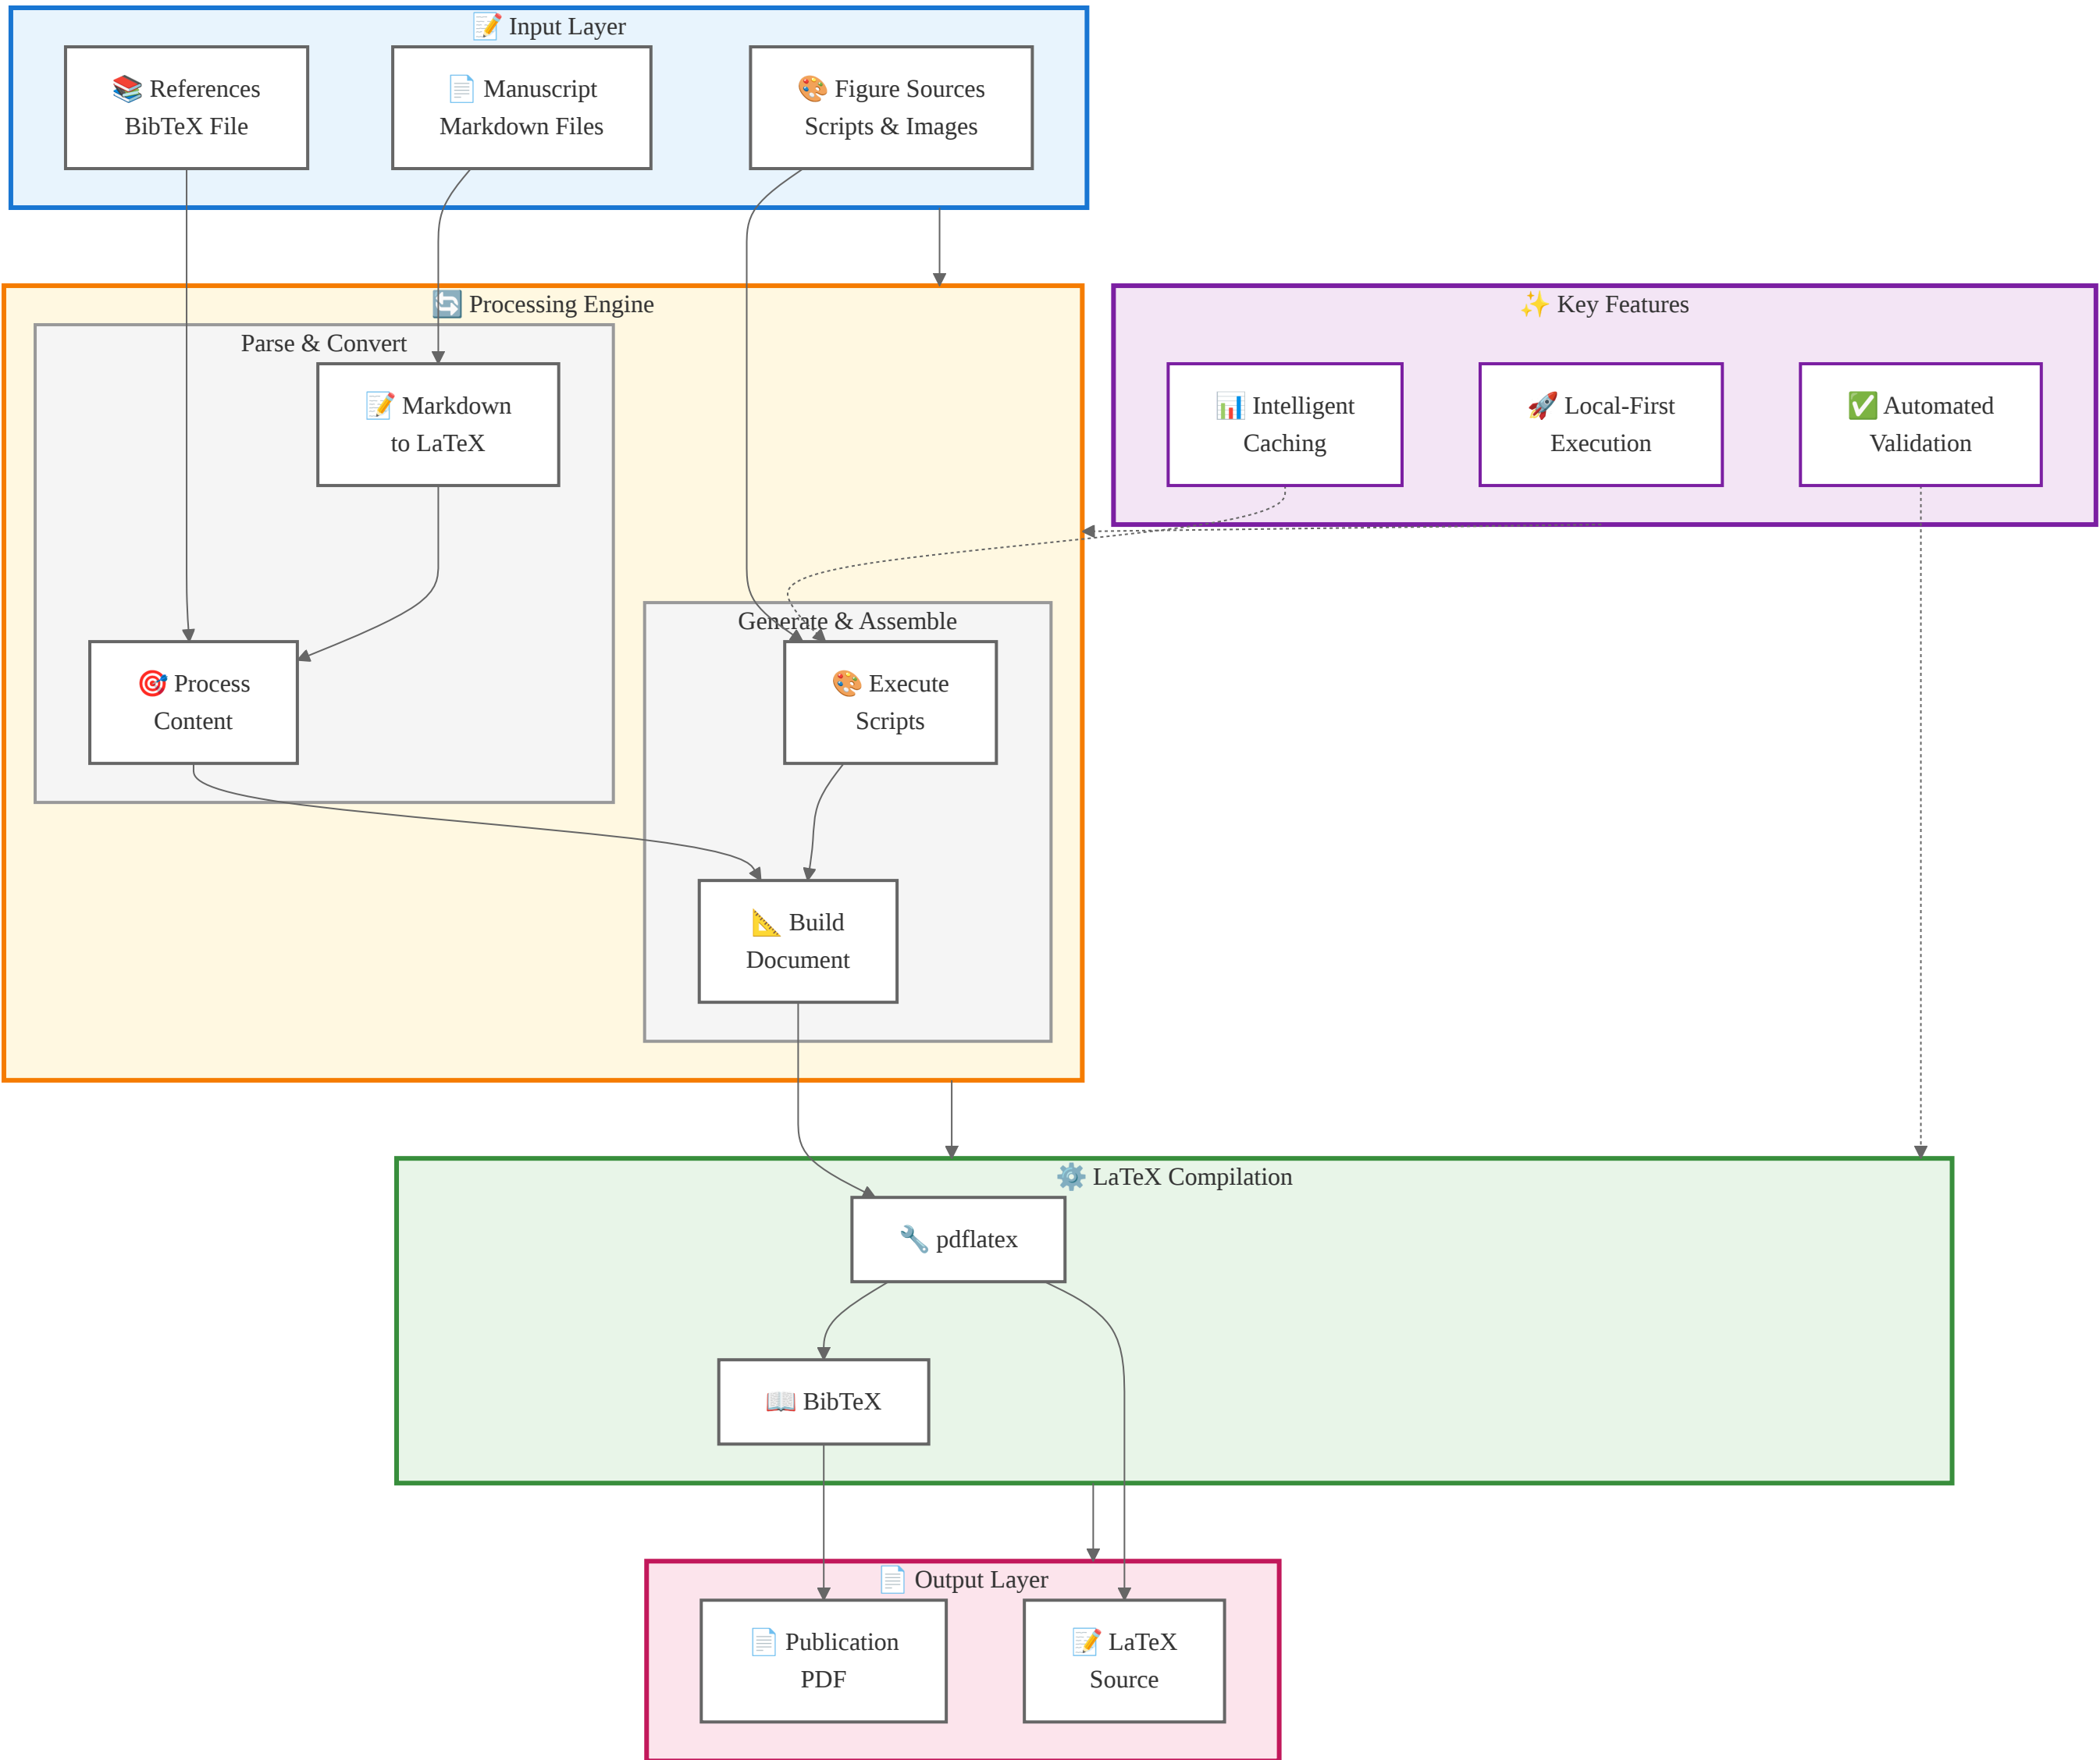 📝 Input Layer
📚 References
BibTeX File
📄 Manuscript
Markdown Files
🎨 Figure Sources
Scripts & Images
🔄 Processing Engine
Parse & Convert
📝 Markdown
to LaTeX
🎯 Process
Content
Generate & Assemble
🎨 Execute
Scripts
📐 Build
Document
✨ Key Features
📊 Intelligent
Caching
🚀 Local-First
Execution
✅ Automated
Validation
⚙️ LaTeX Compilation
🔧 pdflatex
📖 BibTeX
📄 Output Layer
📄 Publication
PDF
📝 LaTeX
Source